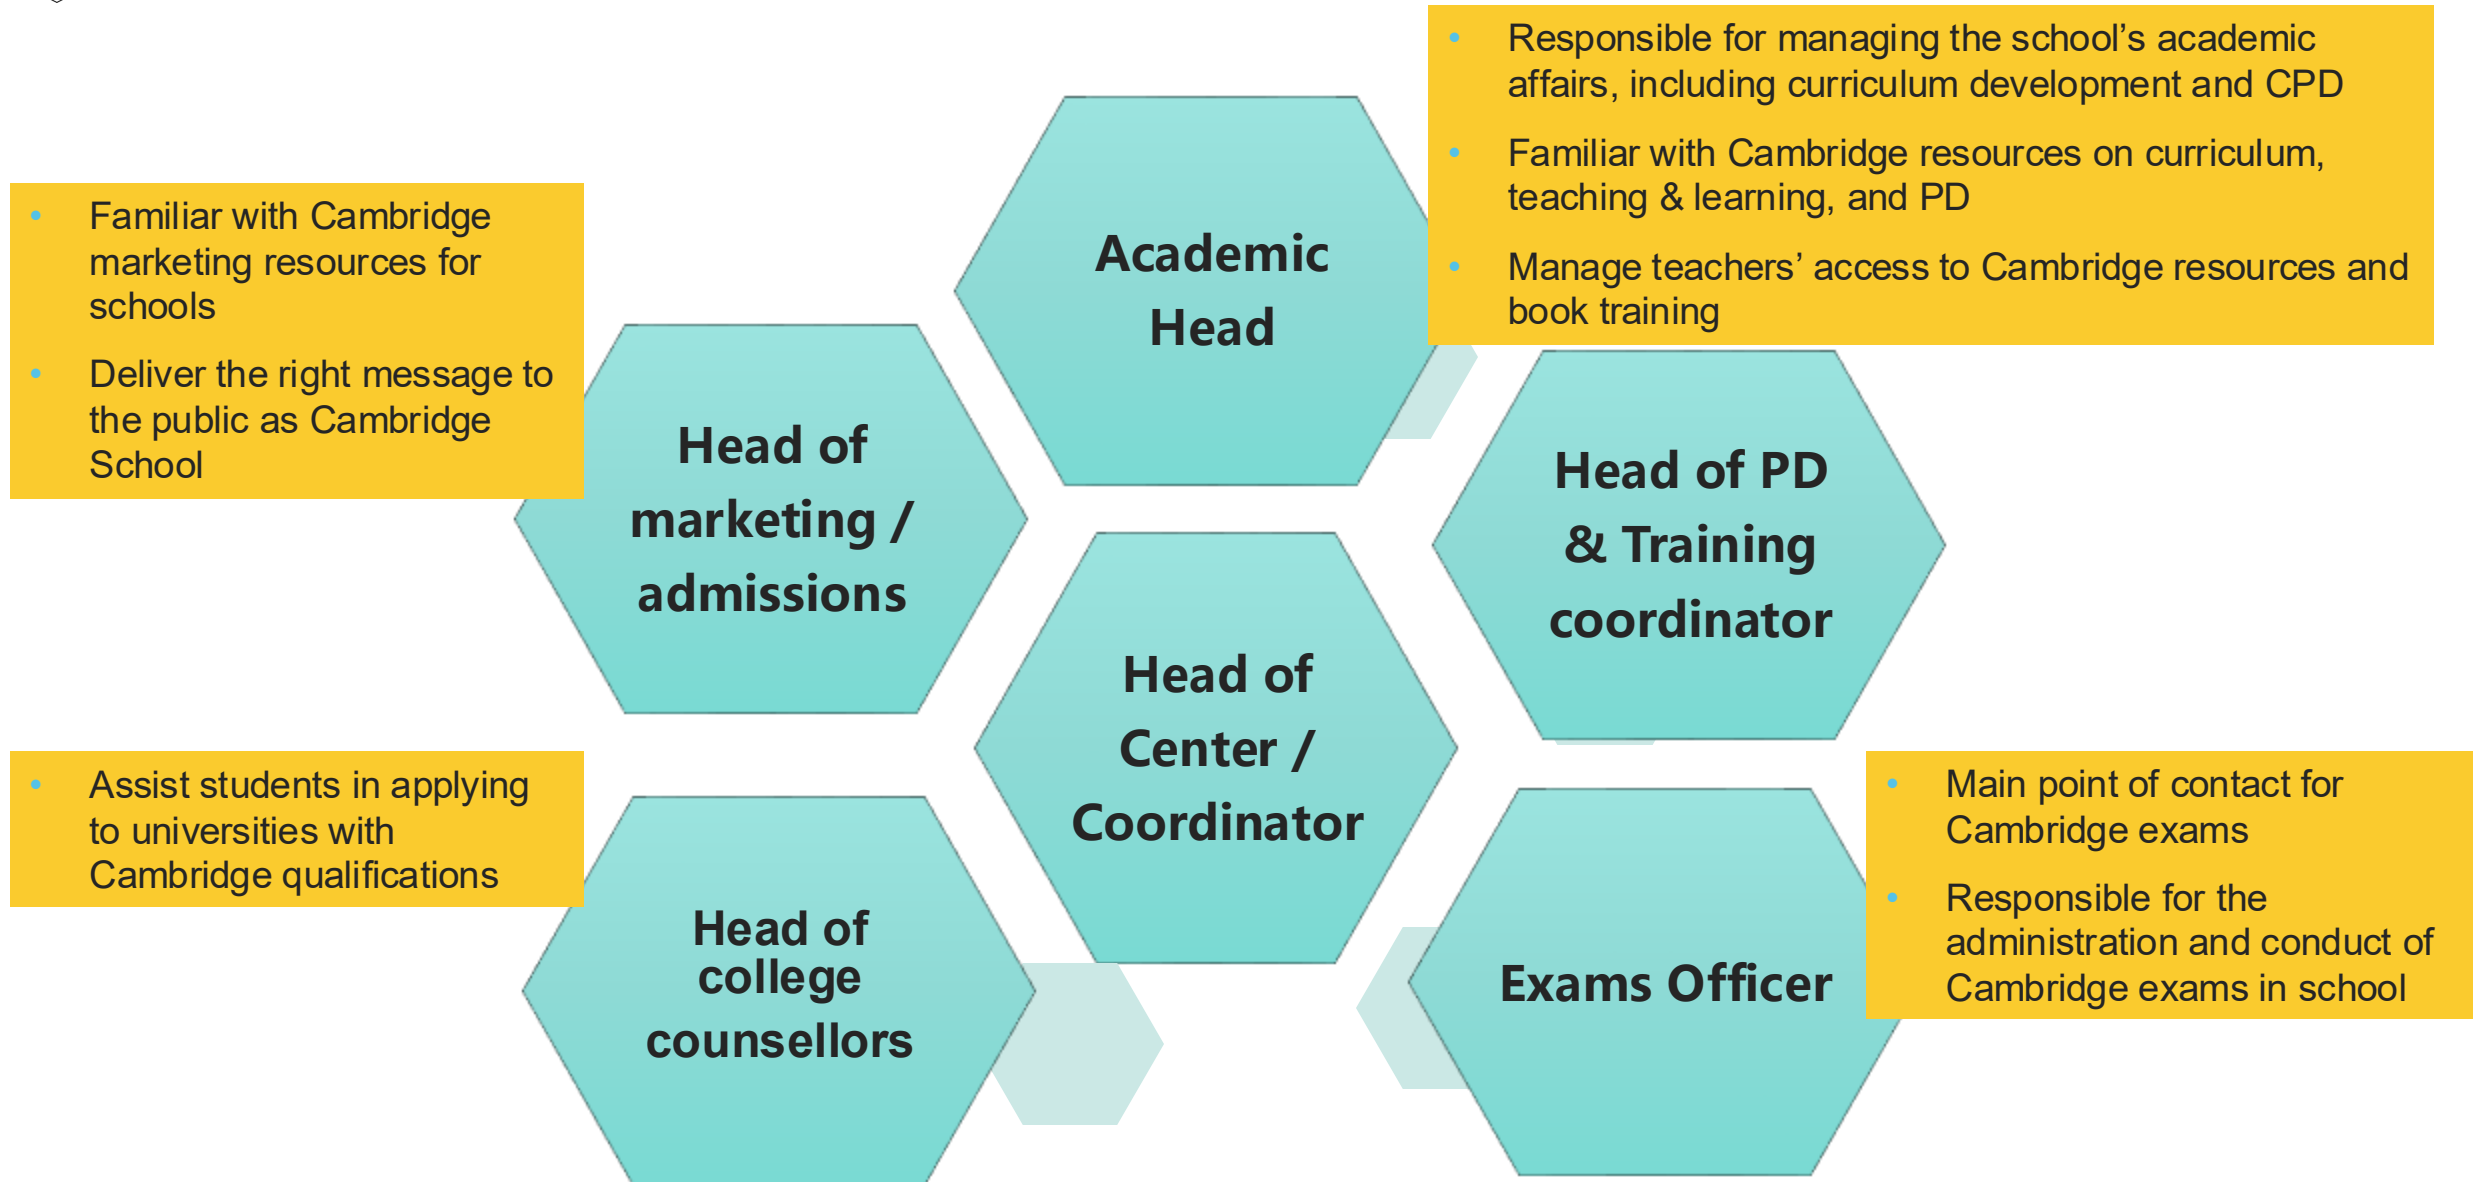 • Responsible for managing the school’s academic
affairs, including curriculum development and CPD
• Familiar with Cambridge resources on curriculum,
teaching & learning, and PD
• Manage teachers’ access to Cambridge resources and
book training
• Familiar with Cambridge
marketing resources for
schools
• Deliver the right message to
the public as Cambridge
School
Academic
Head
Head of
marketing /
admissions
Head of PD
& Training
coordinator
Head of
Center /
Coordinator
• Assist students in applying
to universities with
Cambridge qualifications
Head of
college
counsellors
Exams Officer
• Main point of contact for
Cambridge exams
• Responsible for the
administration and conduct of
Cambridge exams in school